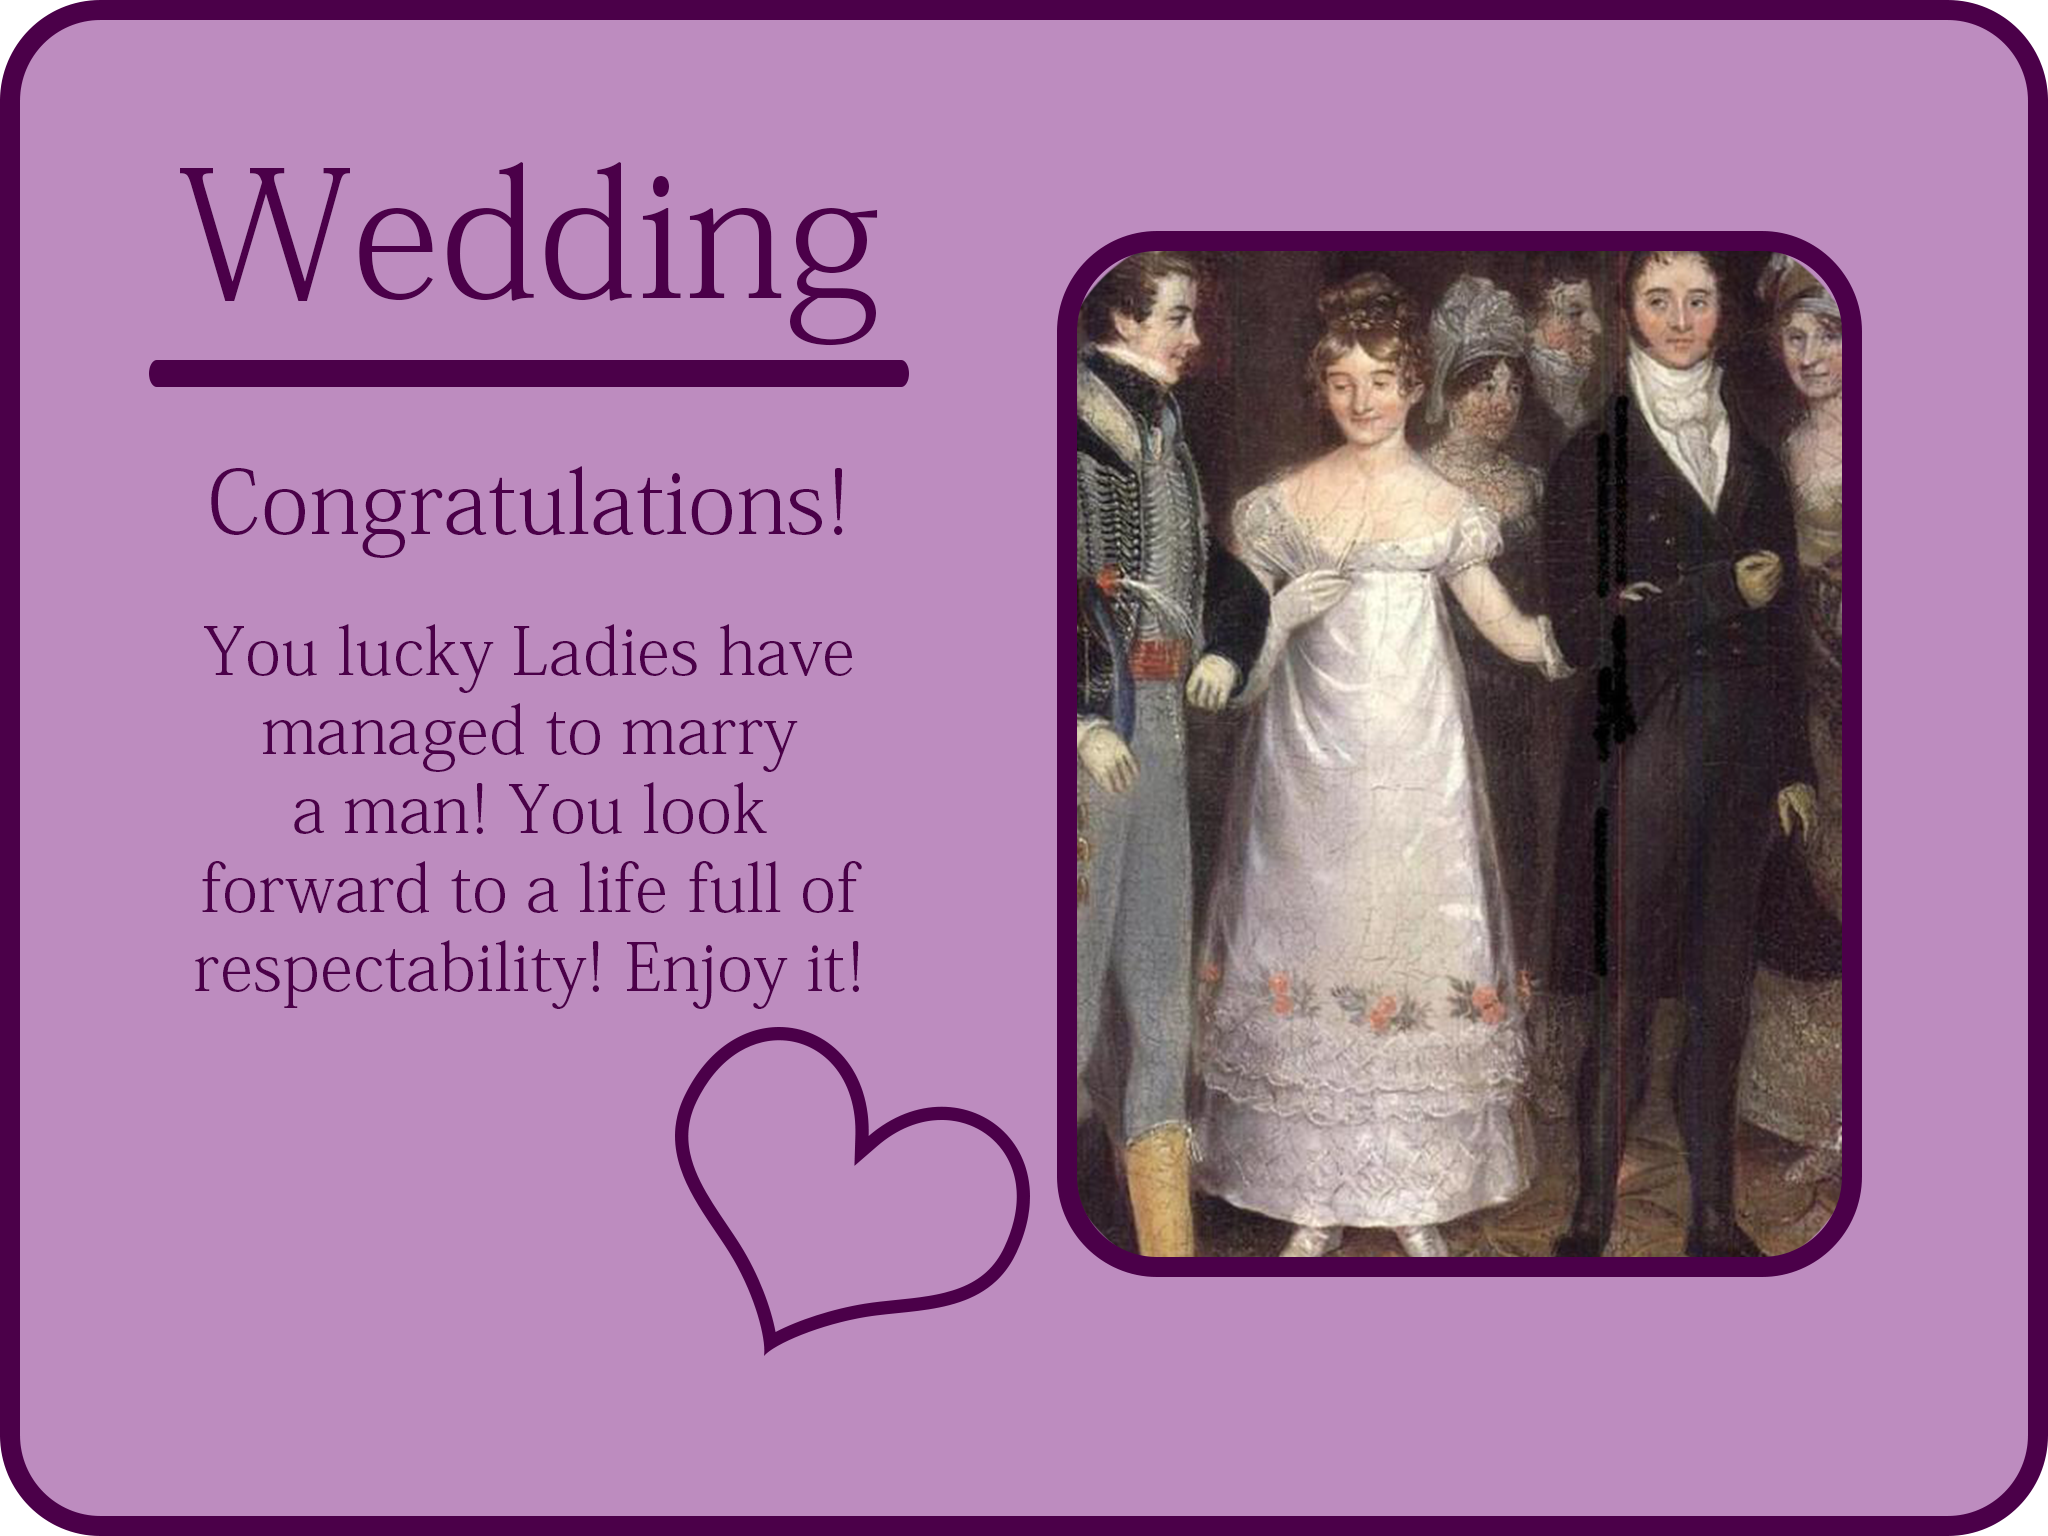 Wedding
Congratulations!
You lucky Ladies have
managed to marry
a man! You look
forward to a life full of
respectability! Enjoy it!